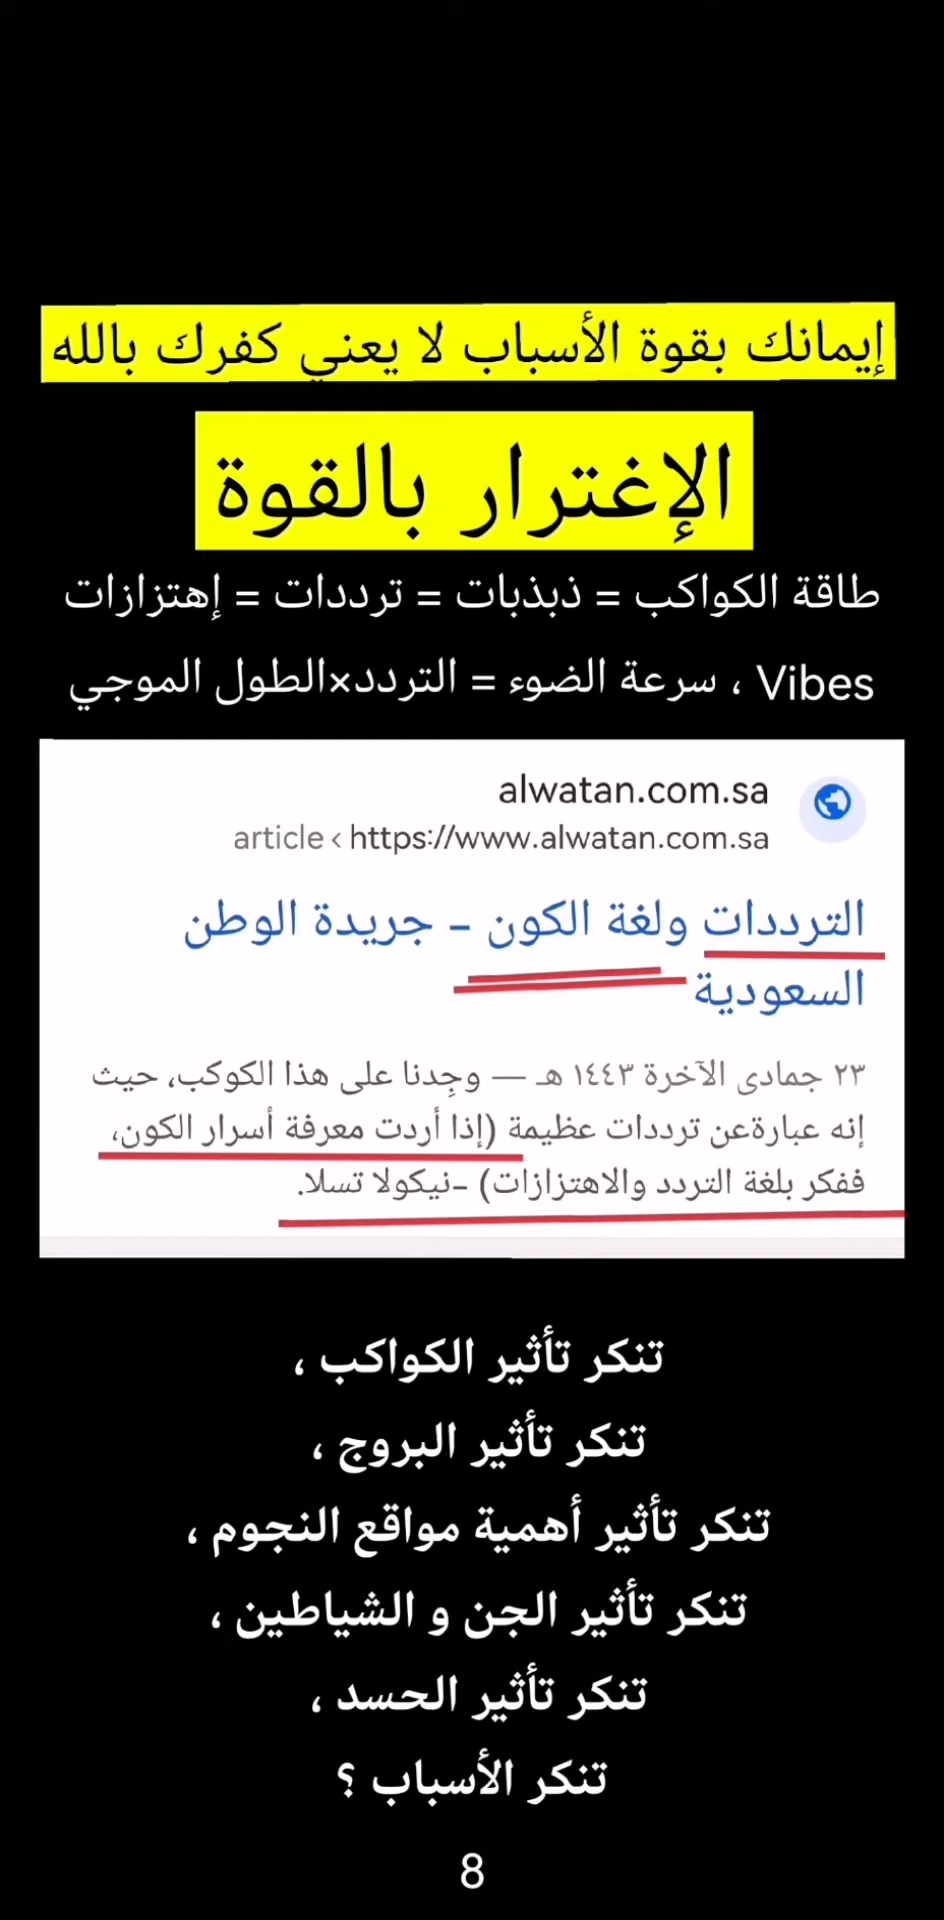 إيمانك بقوة الأسباب لا يعني كفرك بالله
الإغترار بالقوة
طاقة الكواكب = ذبذبات = ترددات = إهتزازات
Vibes ، سرعة الضوء = التردد×الطول الموجي
alwatan.com.sa
https://www.alwatan.com.sa › article
الترددات ولغة الكون - جريدة الوطن
السعودية
٢٣ جمادى الآخرة ١٤٤٣ هـ — وجِدنا على هذا الكوكب، حيث
إنه عبارةعن ترددات عظيمة (إذا أردت معرفة أسرار الكون،
ففكر بلغة التردد والاهتزازات) -نيكولا تسلا.
تنكر تأثير الكواكب ،
تنكر تأثير البروج ،
تنكر تأثير أهمية مواقع النجوم ،
تنكر تأثير الجن و الشياطين ،
تنكر تأثير الحسد ،
تنكر الأسباب ؟
8